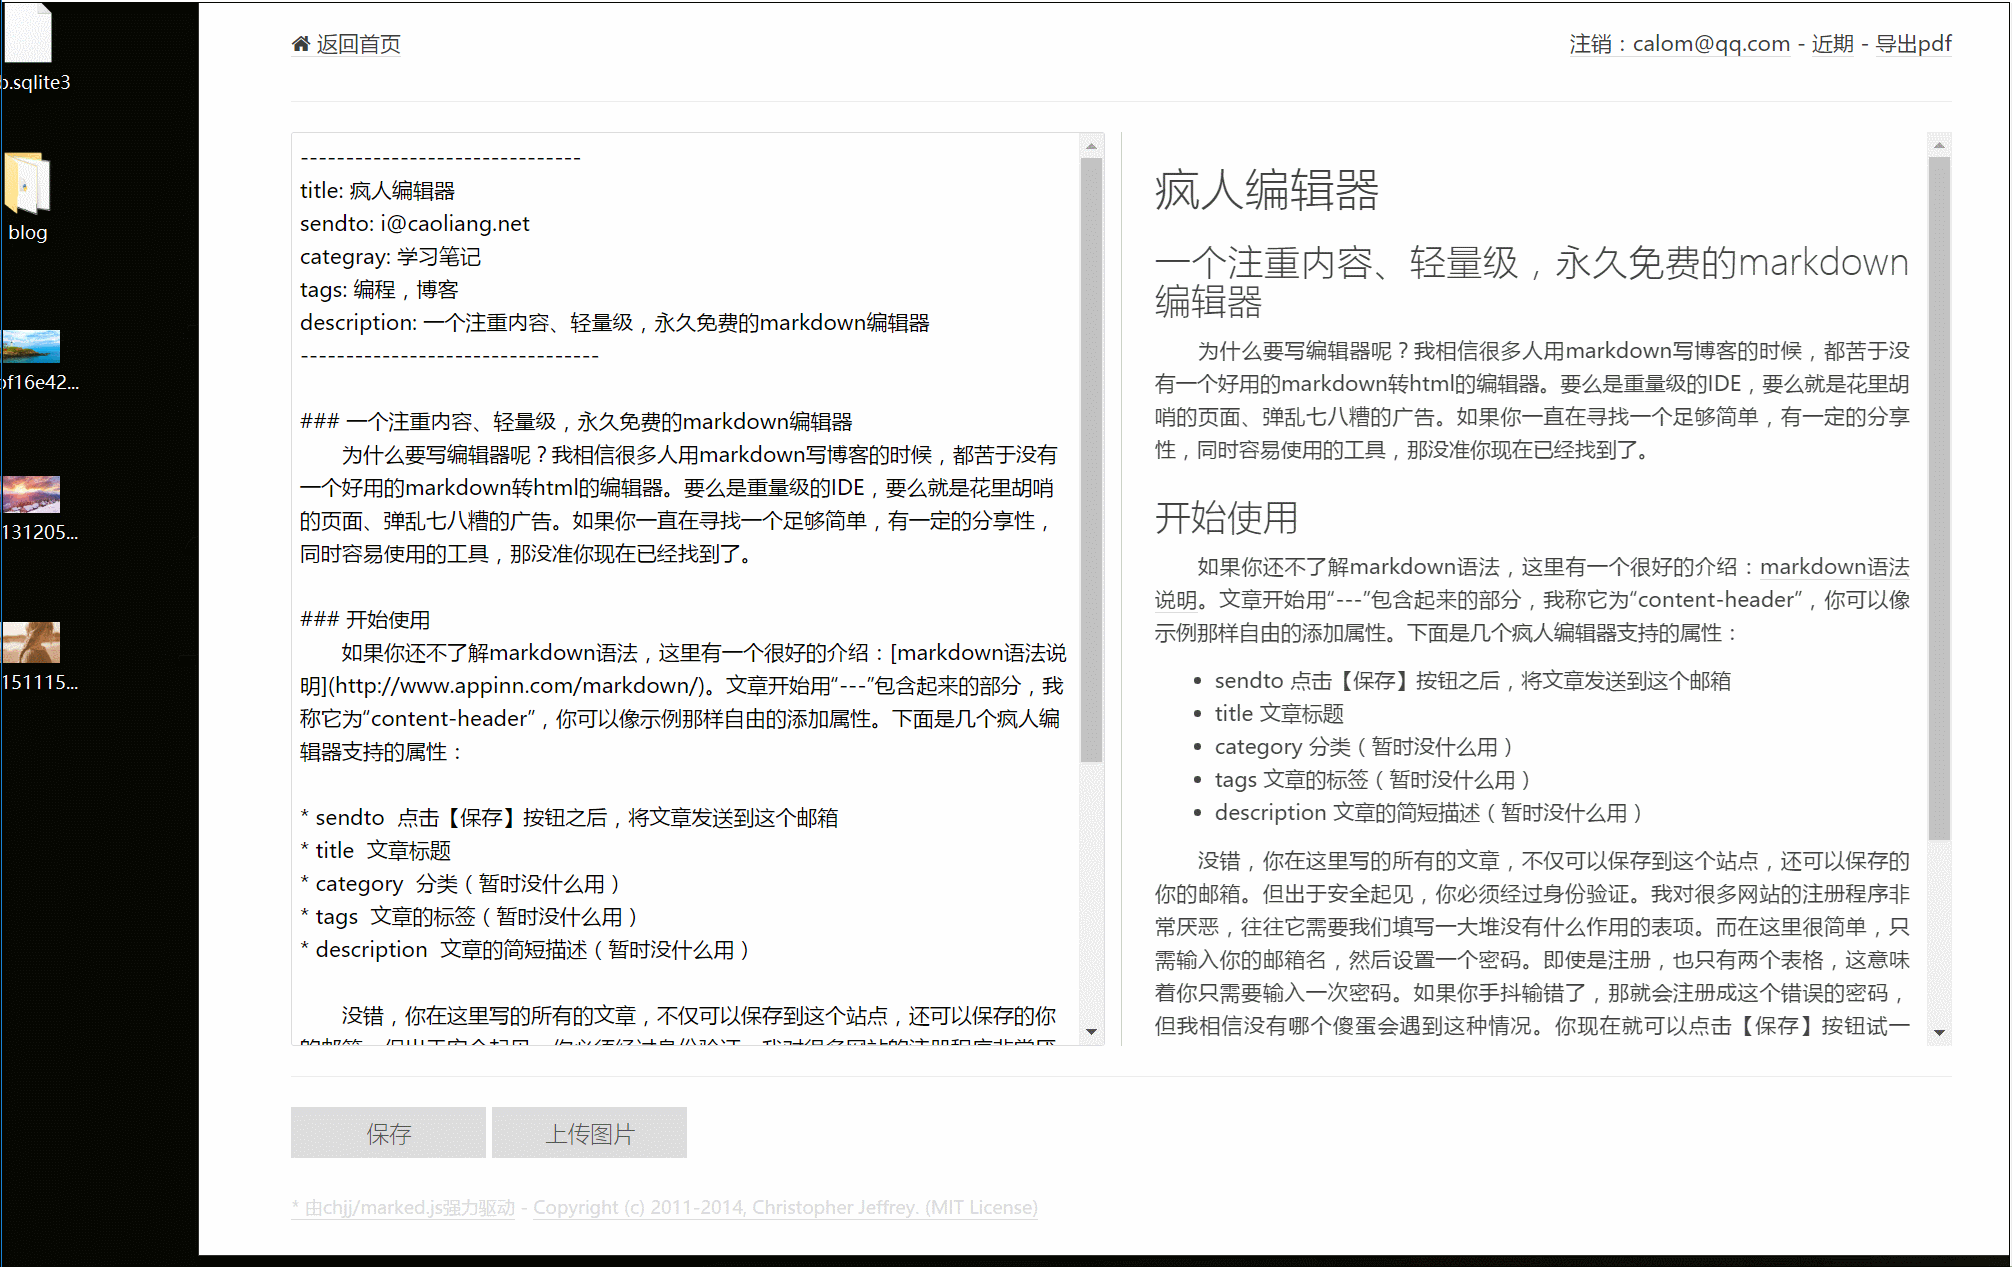 b.sqlite3
blog
bf16e42...
131205...
151115...
返回首页
注销：calom@qq.com - 近期 - 导出pdf
-------------------------------
title: 疯人编辑器
sendto: i@caoliang.net
categray: 学习笔记
tags: 编程，博客
description: 一个注重内容、轻量级，永久免费的markdown编辑器
---------------------------------
### 一个注重内容、轻量级，永久免费的markdown编辑器
为什么要写编辑器呢？我相信很多人用markdown写博客的时候，都苦于没有
一个好用的markdown转html的编辑器。要么是重量级的IDE，要么就是花里胡哨
的页面、弹乱七八糟的广告。如果你一直在寻找一个足够简单，有一定的分享性，
同时容易使用的工具，那没准你现在已经找到了。
### 开始使用
如果你还不了解markdown语法，这里有一个很好的介绍：[markdown语法说
明](http://www.appinn.com/markdown/)。文章开始用“---”包含起来的部分，我
称它为“content-header”，你可以像示例那样自由的添加属性。下面是几个疯人编
辑器支持的属性：
* sendto  点击【保存】按钮之后，将文章发送到这个邮箱
* title  文章标题
* category  分类（暂时没什么用）
* tags  文章的标签（暂时没什么用）
* description  文章的简短描述（暂时没什么用）
没错，你在这里写的所有的文章，不仅可以保存到这个站点，还可以保存的你
的邮箱。但出于安全起见，你必须经过身份验证。我对很多网站的注册程序非常厌
疯人编辑器
一个注重内容、轻量级，永久免费的markdown
编辑器
为什么要写编辑器呢？我相信很多人用markdown写博客的时候，都苦于没
有一个好用的markdown转html的编辑器。要么是重量级的IDE，要么就是花里胡
哨的页面、弹乱七八糟的广告。如果你一直在寻找一个足够简单，有一定的分享
性，同时容易使用的工具，那没准你现在已经找到了。
开始使用
如果你还不了解markdown语法，这里有一个很好的介绍：markdown语法
说明。文章开始用“---”包含起来的部分，我称它为“content-header”，你可以像
示例那样自由的添加属性。下面是几个疯人编辑器支持的属性：
• sendto 点击【保存】按钮之后，将文章发送到这个邮箱
• title 文章标题
• category 分类（暂时没什么用）
• tags 文章的标签（暂时没什么用）
• description 文章的简短描述（暂时没什么用）
没错，你在这里写的所有的文章，不仅可以保存到这个站点，还可以保存的
你的邮箱。但出于安全起见，你必须经过身份验证。我对很多网站的注册程序非
常厌恶，往往它需要我们填写一大堆没有什么作用的表项。而在这里很简单，只
需输入你的邮箱名，然后设置一个密码。即使是注册，也只有两个表格，这意味
着你只需要输入一次密码。如果你手抖输错了，那就会注册成这个错误的密码，
但我相信没有哪个傻蛋会遇到这种情况。你现在就可以点击【保存】按钮试一
保存
上传图片
* 由chjj/marked.js强力驱动 - Copyright (c) 2011-2014, Christopher Jeffrey. (MIT License)